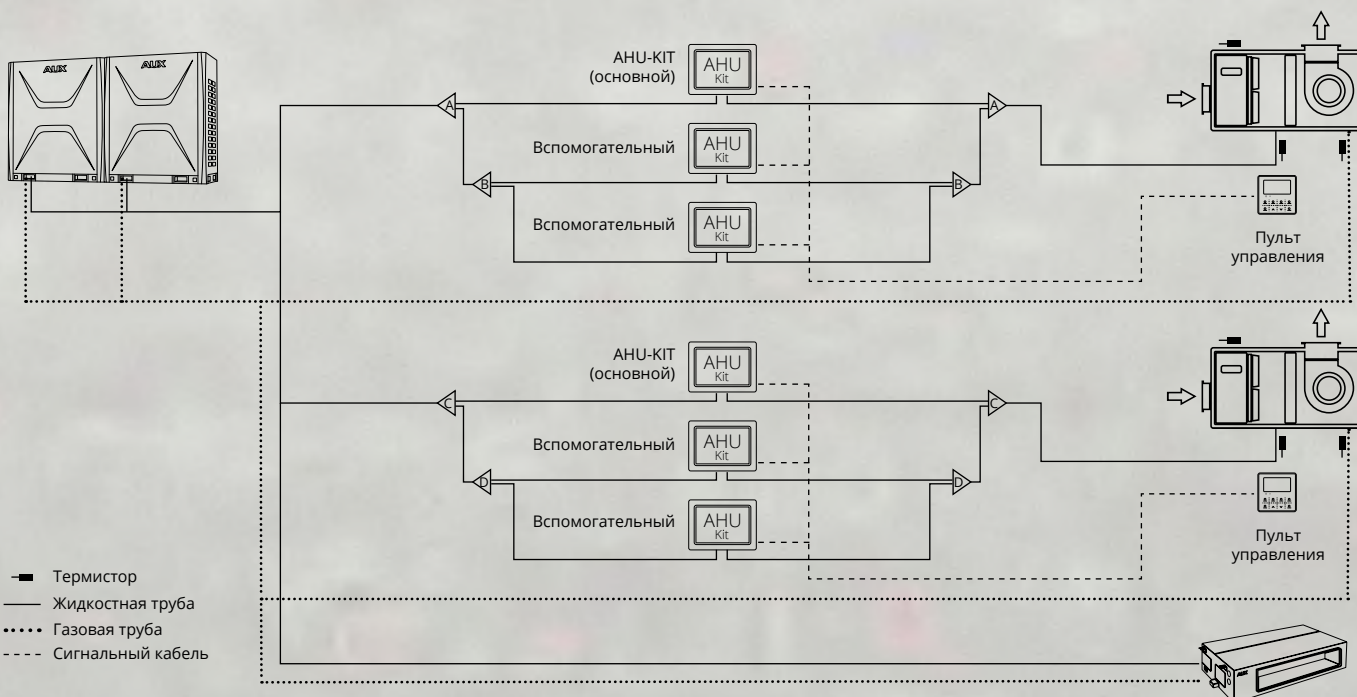 AUX AUX
AHU-KIT
(основной)
AHU
Kit
A
A
Вспомогательный
AHU
Kit
B
B
Вспомогательный
AHU
Kit
Пульт
управления
AHU-KIT
(основной)
AHU
Kit
C
C
Вспомогательный
AHU
Kit
D
D
Вспомогательный
AHU
Kit
Пульт
управления
Термистор
Жидкостная труба
Газовая труба
Сигнальный кабель
AUX